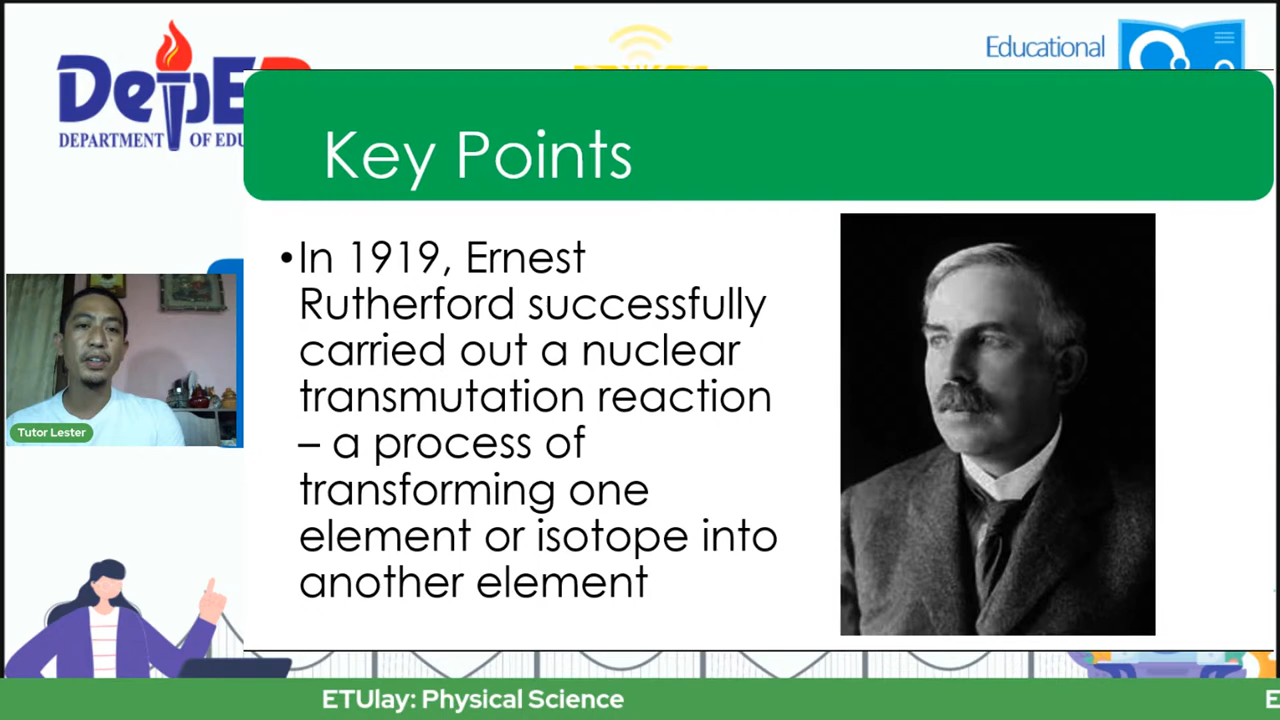 DepED
DEPARTMENT OF EDU
Educational
Key Points
•In 1919, Ernest
Rutherford successfully
carried out a nuclear
transmutation reaction
– a process of
transforming one
element or isotope into
another element
Tutor Lester
ETUlay: Physical Science
E